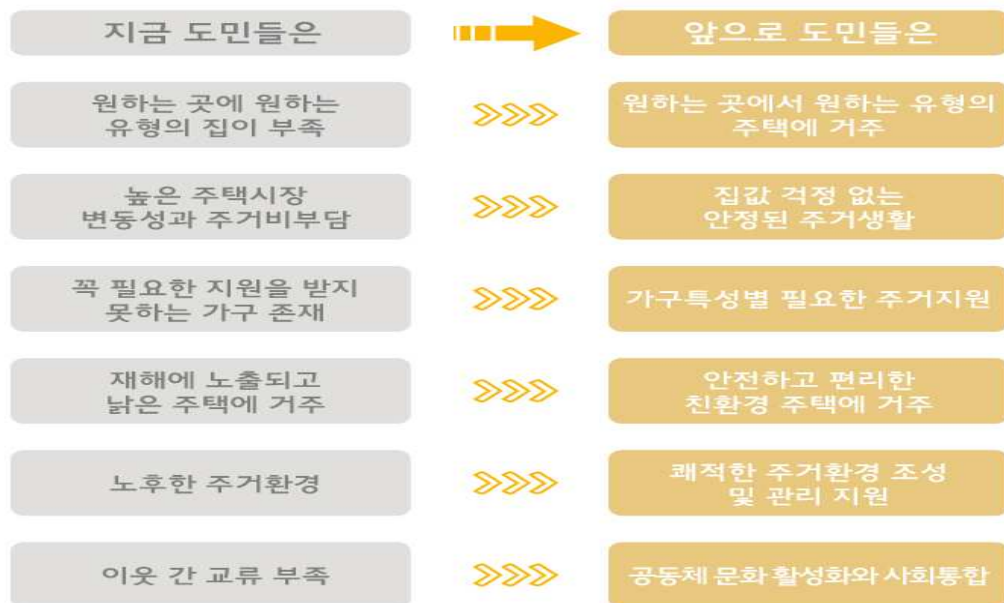 지금 도민들은
앞으로 도민들은
원하는 곳에 원하는
유형의 집이 부족
원하는 곳에서 원하는 유형의
주택에 거주
높은 주택시장
변동성과 주거비부담
집값 걱정 없는
안정된 주거생활
꼭 필요한 지원을 받지
못하는 가구 존재
가구특성별 필요한 주거지원
재해에 노출되고
낡은 주택에 거주
안전하고 편리한
친환경 주택에 거주
노후한 주거환경
쾌적한 주거환경 조성
및 관리 지원
이웃 간 교류 부족
공동체 문화 활성화와 사회통합